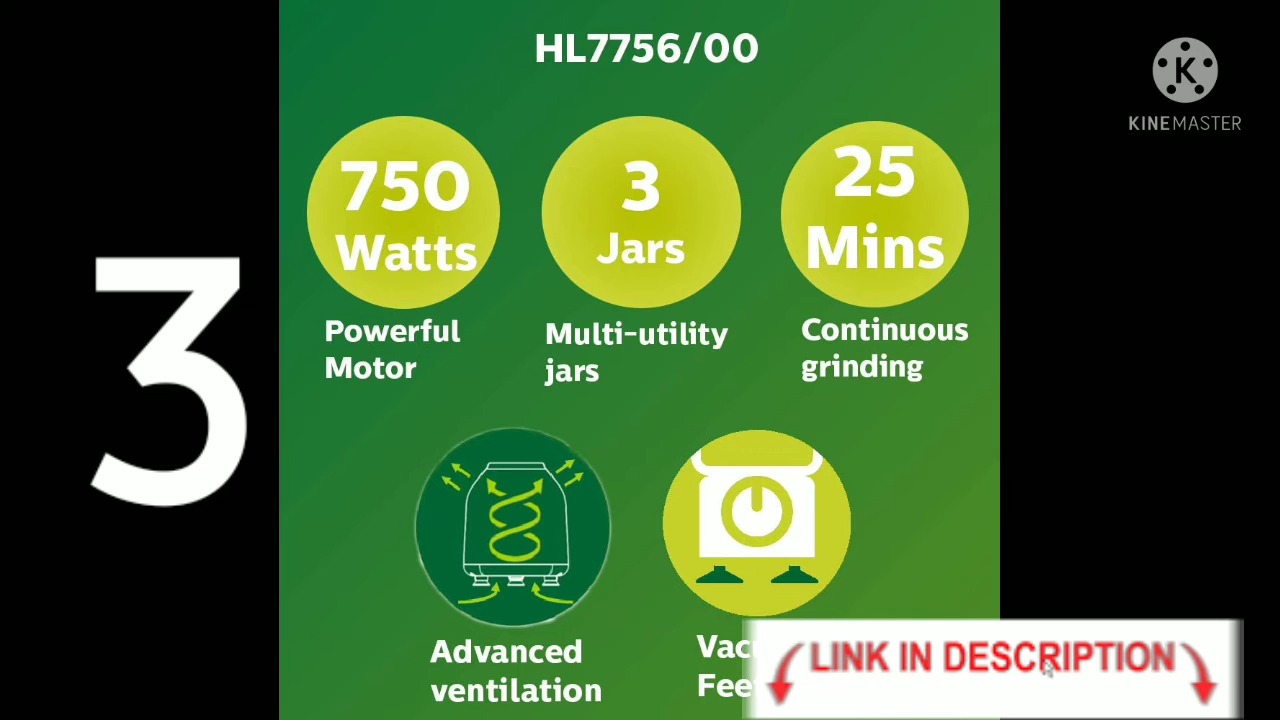 HL7756/00
K
KINEMASTER
750
Watts
3
Jars
25
Mins
Powerful
Motor
Multi-utility
jars
Continuous
grinding
3
Advanced
ventilation
LINK IN DESCRIPTION